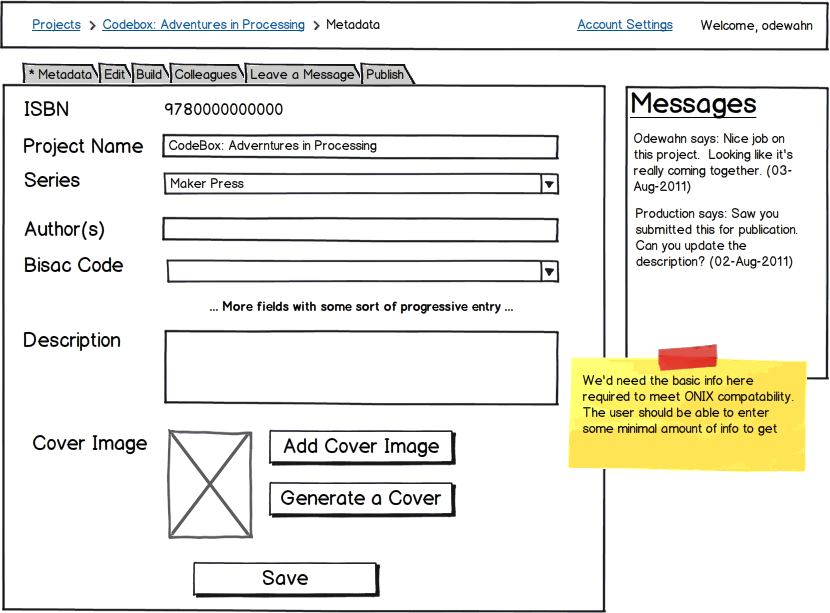 Projects > Codebox: Adventures in Processing > Metadata Account Settings Welcome, odewahn
* Metadata Edit Build Colleagues Leave a Message Publish
ISBN 9780000000000
Project Name CodeBox: Adverntures in Processing
Series Maker Press
Author(s)
Bisac Code
... More fields with some sort of progressive entry ...
Description
Cover Image
Add Cover Image
Generate a Cover
Save
Messages
Odewahn says: Nice job on
this project. Looking like it's
really coming together. (03-
Aug-2011)
Production says: Saw you
submitted this for publication.
Can you update the
description? (02-Aug-2011)
We'd need the basic info here
required to meet ONIX compatability.
The user should be able to enter
some minimal amount of info to get